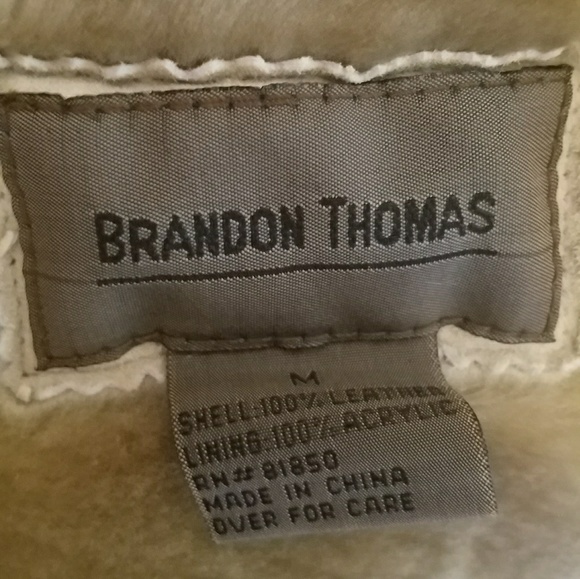 BRANDON THOMAS
M
SHELL:100% LEATHER
LINING-100% ACRYLIC
RN# 81850
MADE IN CHINA
OVER FOR CARE